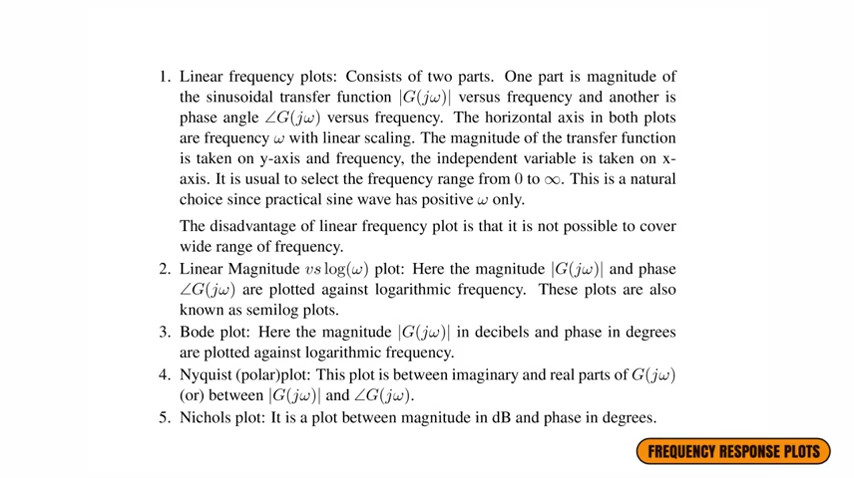 1. Linear frequency plots: Consists of two parts. One part is magnitude of
the sinusoidal transfer function |G(jω)| versus frequency and another is
phase angle ∠G(jω) versus frequency. The horizontal axis in both plots
are frequency ω with linear scaling. The magnitude of the transfer function
is taken on y-axis and frequency, the independent variable is taken on x-
axis. It is usual to select the frequency range from 0 to ∞. This is a natural
choice since practical sine wave has positive ω only.
The disadvantage of linear frequency plot is that it is not possible to cover
wide range of frequency.
2. Linear Magnitude vs log(ω) plot: Here the magnitude |G(jω)| and phase
∠G(jω) are plotted against logarithmic frequency. These plots are also
known as semilog plots.
3. Bode plot: Here the magnitude |G(jω)| in decibels and phase in degrees
are plotted against logarithmic frequency.
4. Nyquist (polar)plot: This plot is between imaginary and real parts of G(jω)
(or) between |G(jω)| and ∠G(jω).
5. Nichols plot: It is a plot between magnitude in dB and phase in degrees.
FREQUENCY RESPONSE PLOTS